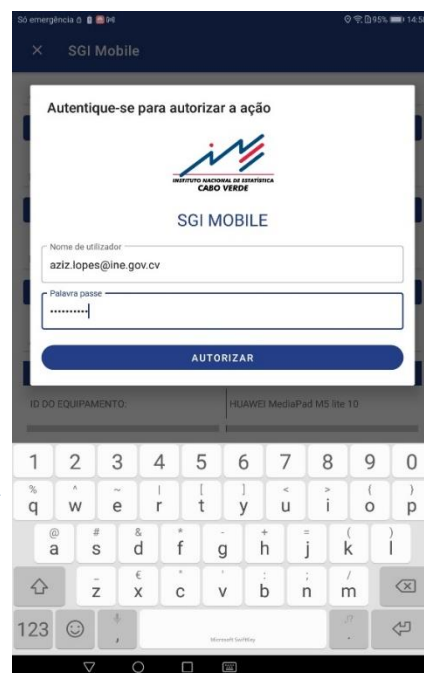 Só emergência
95% 14:58
SGI Mobile
Autentique-se para autorizar a ação
INSTITUTO NACIONAL DE ESTATÍSTICA
CABO VERDE
SGI MOBILE
Nome de utilizador
aziz.lopes@ine.gov.cv
Palavra passe
••••••••••
AUTORIZAR
ID DO EQUIPAMENTO: HUAWEI MediaPad M5 lite 10
1 2 3 4 5 6 7 8 9 0
% ^ ~ | [ ] < > { }
q w e r t y u i o p
@ # & * - + = ( )
a s d f g h j k l
_ € " ' : ; /
z x c v b n m
123 , Microsoft SwiftKey .